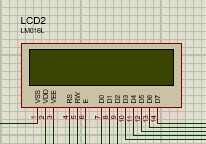 LCD2
LM016L
VSS VDD VEE RS RW E D0 D1 D2 D3 D4 D5 D6 D7
1 2 3 4 5 6 7 8 9 10 11 12 13 14